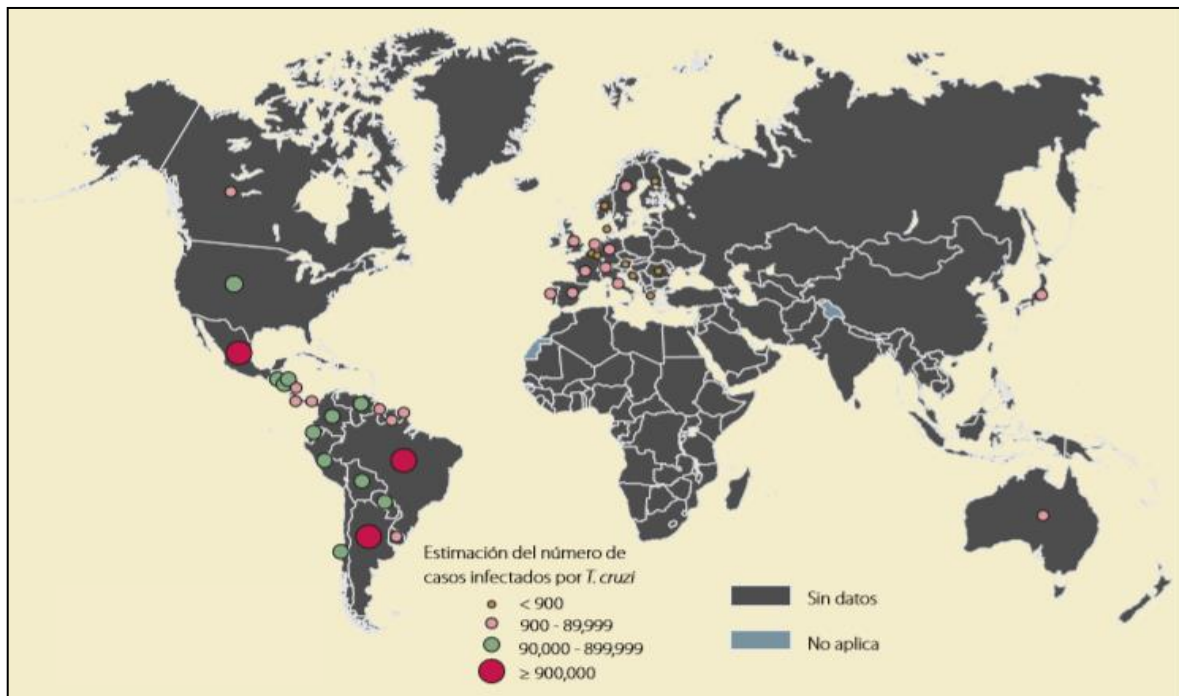 Estimación del número de
casos infectados por T. cruzi
< 900
900 - 89,999
90,000 - 899,999
≥ 900,000
Sin datos
No aplica